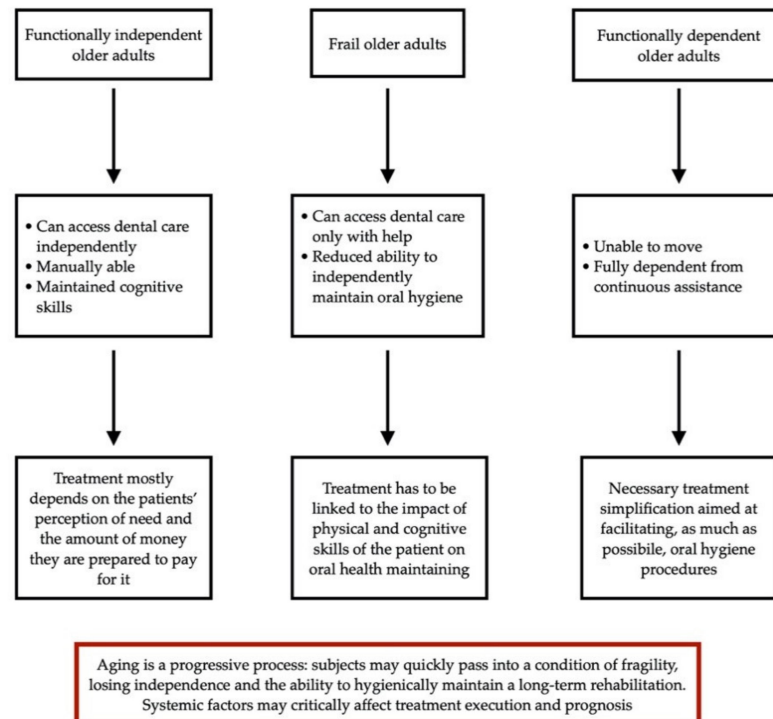 Functionally independent
older adults
Frail older adults
Functionally dependent
older adults
• Can access dental care
independently
• Manually able
• Maintained cognitive
skills
• Can access dental care
only with help
• Reduced ability to
independently
maintain oral hygiene
• Unable to move
• Fully dependent from
continuous assistance
Treatment mostly
depends on the patients’
perception of need and
the amount of money
they are prepared to pay
for it
Treatment has to be
linked to the impact of
physical and cognitive
skills of the patient on
oral health maintaining
Necessary treatment
simplification aimed at
facilitating, as much as
possibile, oral hygiene
procedures
Aging is a progressive process: subjects may quickly pass into a condition of fragility,
losing independence and the ability to hygienically maintain a long-term rehabilitation.
Systemic factors may critically affect treatment execution and prognosis